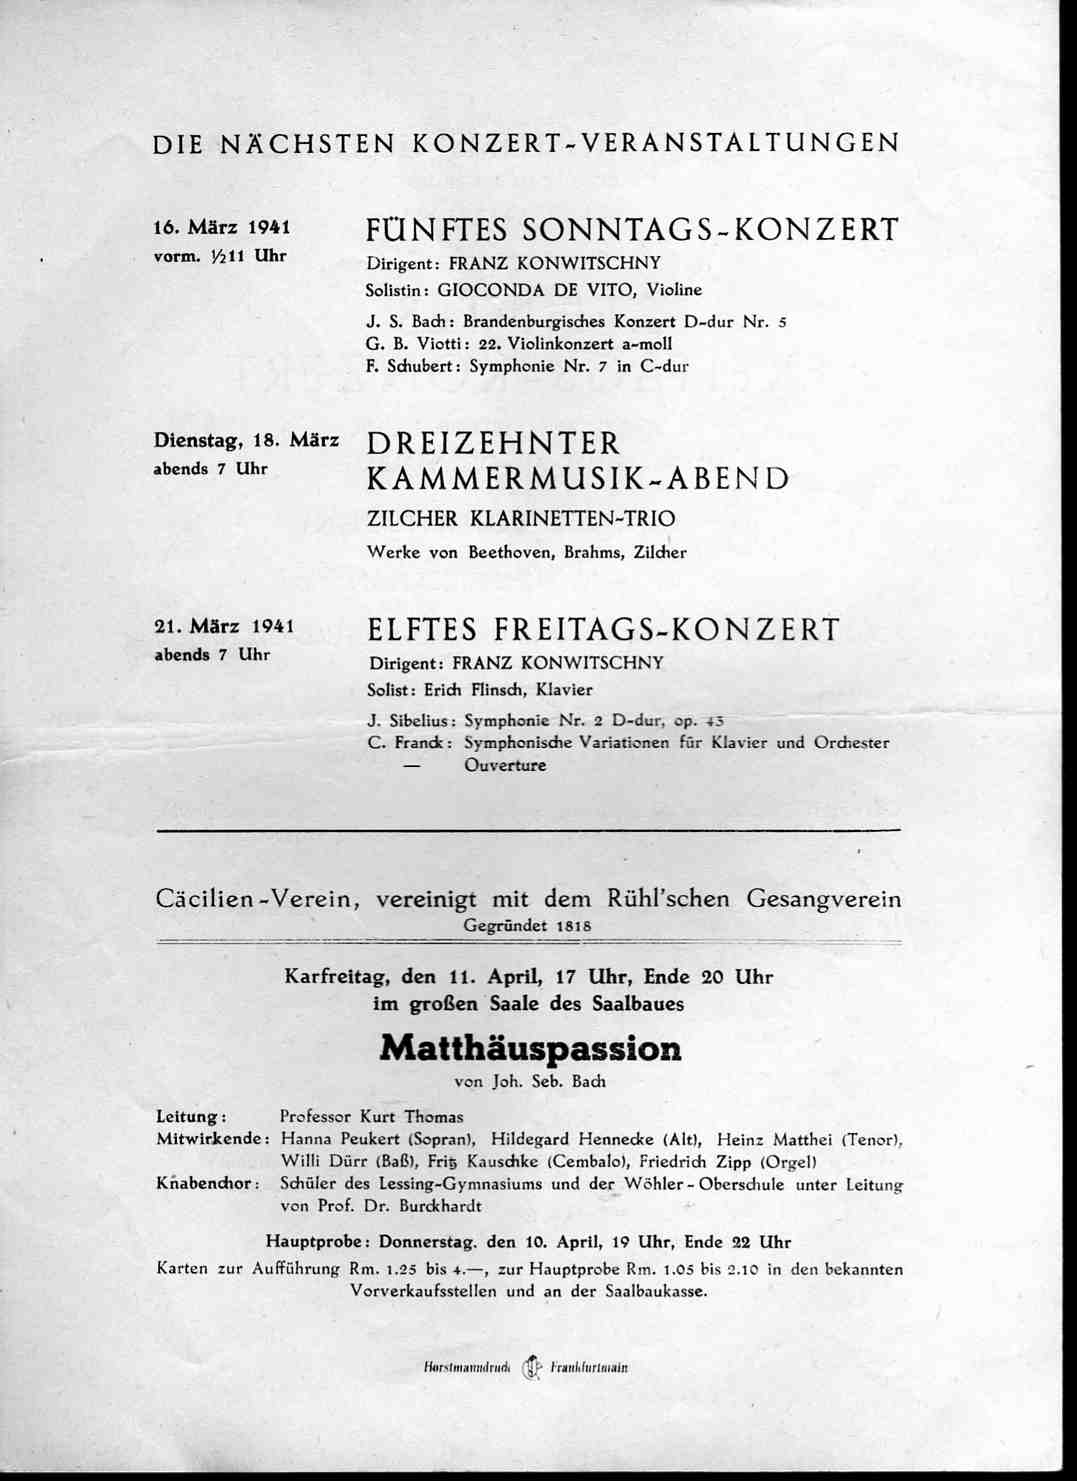 DIE NÄCHSTEN KONZERT-VERANSTALTUNGEN
16. März 1941
vorm. ½11 Uhr
FÜNFTES SONNTAGS-KONZERT
Dirigent: FRANZ KONWITSCHNY
Solistin: GIOCONDA DE VITO, Violine
J. S. Bach: Brandenburgisches Konzert D-dur Nr. 5
G. B. Viotti: 22. Violinkonzert a-moll
F. Schubert: Symphonie Nr. 7 in C-dur
Dienstag, 18. März
abends 7 Uhr
DREIZEHNTER
KAMMERMUSIK-ABEND
ZILCHER KLARINETTEN-TRIO
Werke von Beethoven, Brahms, Zilcher
21. März 1941
abends 7 Uhr
ELFTES FREITAGS-KONZERT
Dirigent: FRANZ KONWITSCHNY
Solist: Erich Flinsch, Klavier
J. Sibelius: Symphonie Nr. 2 D-dur, op. 43
C. Franck: Symphonische Variationen für Klavier und Orchester
— Ouverture
Cäcilien-Verein, vereinigt mit dem Rühl'schen Gesangverein
Gegründet 1818
Karfreitag, den 11. April, 17 Uhr, Ende 20 Uhr
im großen Saale des Saalbaues
Matthäuspassion
von Joh. Seb. Bach
Leitung: Professor Kurt Thomas
Mitwirkende: Hanna Peukert (Sopran), Hildegard Hennecke (Alt), Heinz Matthei (Tenor),
Willi Dürr (Baß), Fritz Kauschke (Cembalo), Friedrich Zipp (Orgel)
Knabenchor: Schüler des Lessing-Gymnasiums und der Wöhler-Oberschule unter Leitung
von Prof. Dr. Burckhardt
Hauptprobe: Donnerstag. den 10. April, 19 Uhr, Ende 22 Uhr
Karten zur Aufführung Rm. 1.25 bis 4.—, zur Hauptprobe Rm. 1.05 bis 2.10 in den bekannten
Vorverkaufsstellen und an der Saalbaukasse.
Horstmanndruck Frankfurtmain